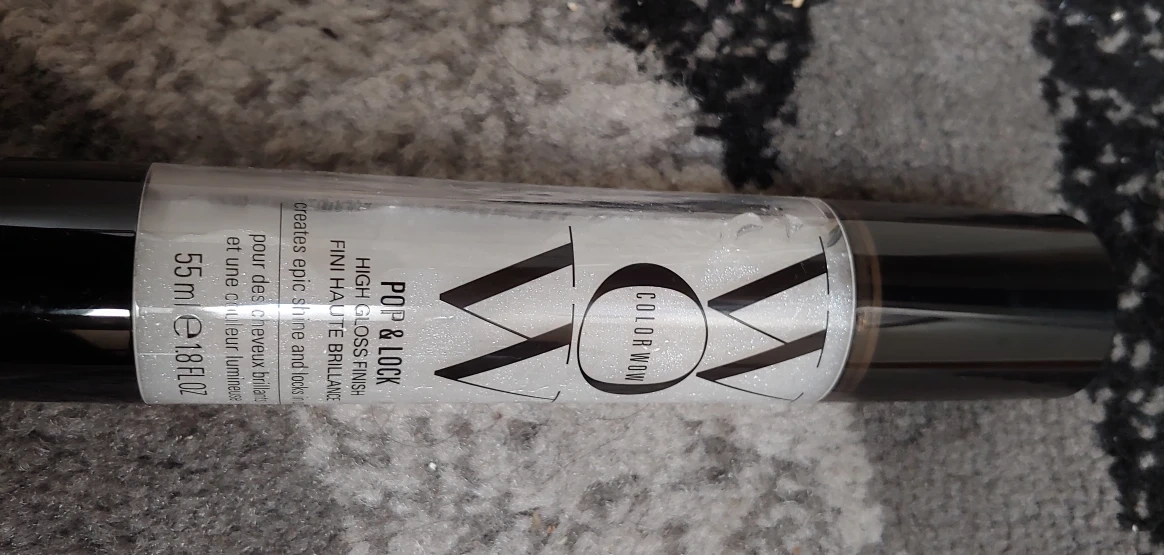 WOW
COLOR WOW
POP & LOCK
HIGH GLOSS FINISH
FINI HAUTE BRILLANCE
creates epic shine and locks
pour des cheveux brillants
et une couleur lumineuse
55 ml e 1.8 FL OZ